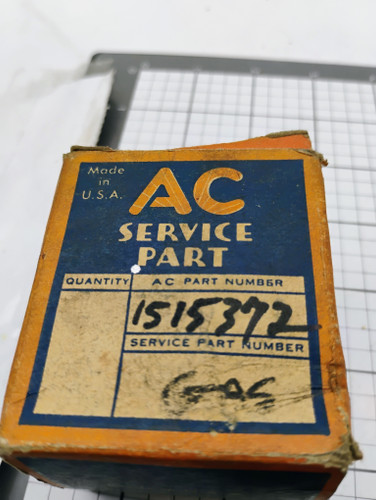 Made
in
U.S.A.
AC
SERVICE
PART
QUANTITY
AC PART NUMBER
1515372
SERVICE PART NUMBER